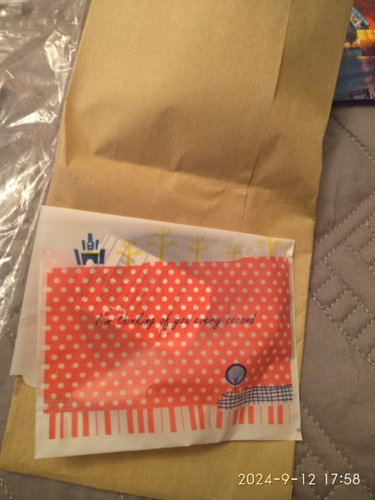 I'm thinking of you every second
2024-9-12 17:58